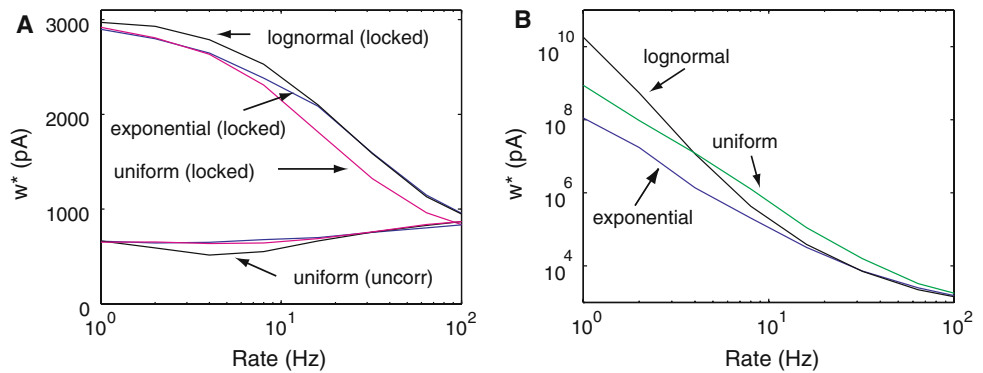 A
w* (pA)
3000
2000
1000
0
lognormal (locked)
exponential (locked)
uniform (locked)
uniform (uncorr)
10^0
10^1
10^2
Rate (Hz)
B
w* (pA)
10^10
10^8
10^6
10^4
lognormal
uniform
exponential
10^0
10^1
10^2
Rate (Hz)